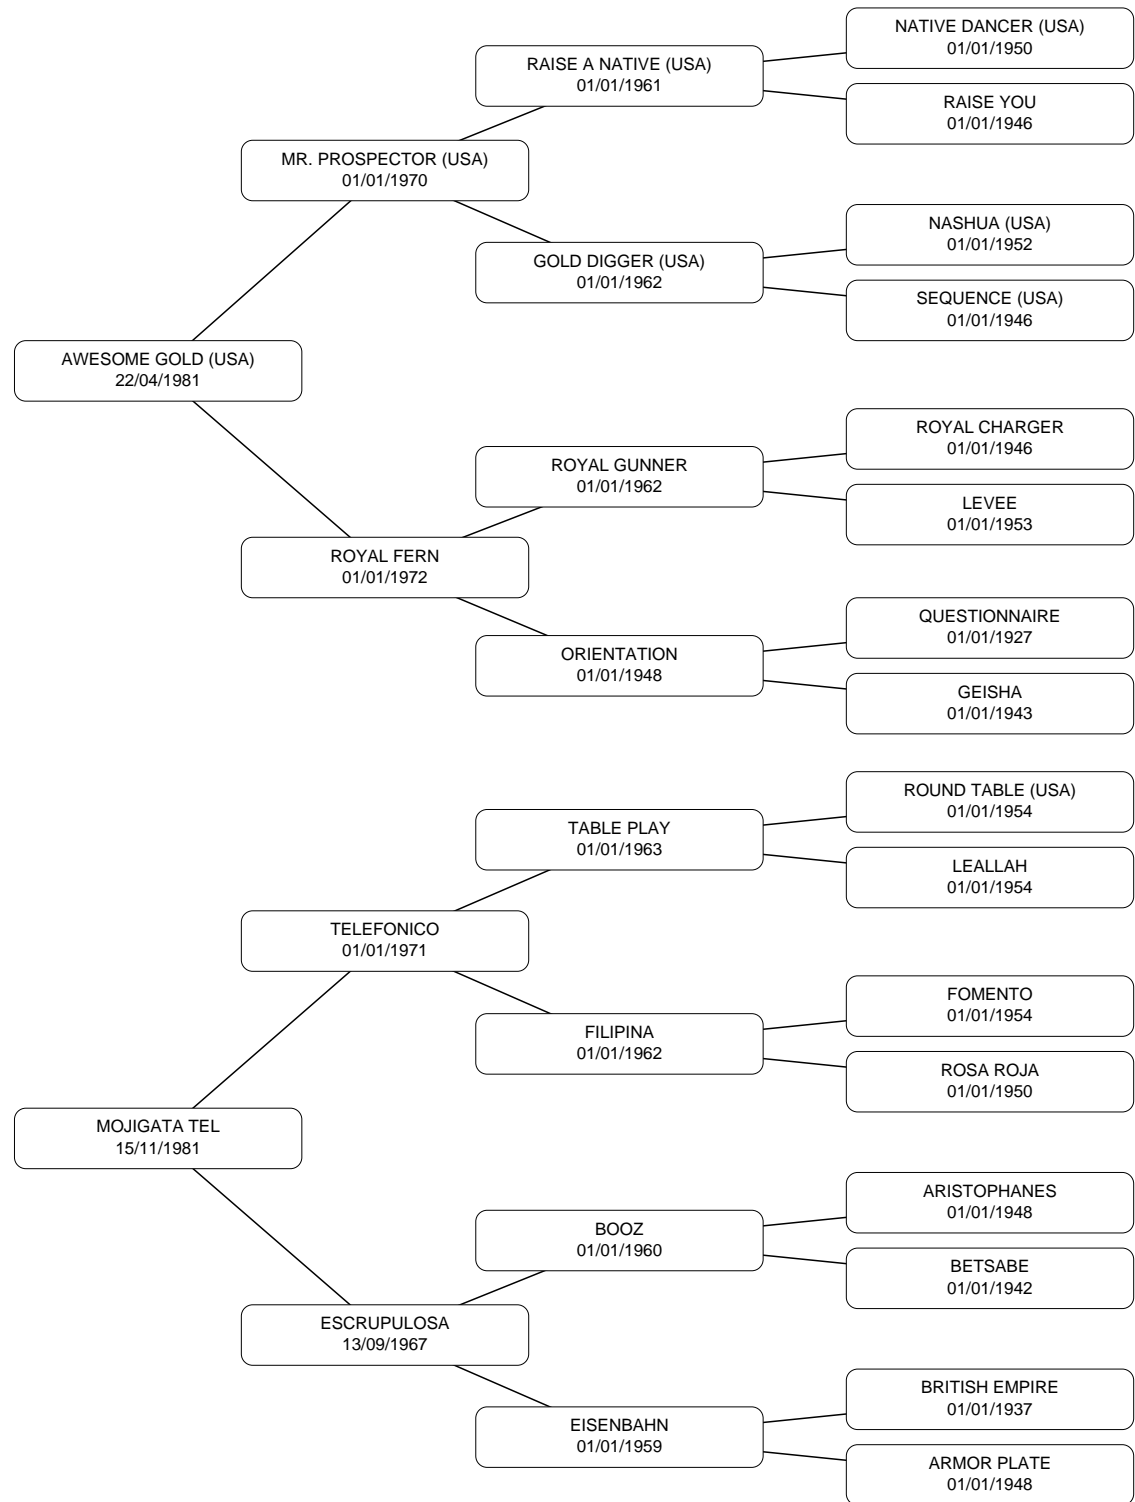 NATIVE DANCER (USA)
01/01/1950
RAISE A NATIVE (USA)
01/01/1961
RAISE YOU
01/01/1946
MR. PROSPECTOR (USA)
01/01/1970
NASHUA (USA)
01/01/1952
GOLD DIGGER (USA)
01/01/1962
SEQUENCE (USA)
01/01/1946
AWESOME GOLD (USA)
22/04/1981
ROYAL CHARGER
01/01/1946
ROYAL GUNNER
01/01/1962
LEVEE
01/01/1953
ROYAL FERN
01/01/1972
QUESTIONNAIRE
01/01/1927
ORIENTATION
01/01/1948
GEISHA
01/01/1943
ROUND TABLE (USA)
01/01/1954
TABLE PLAY
01/01/1963
LEALLAH
01/01/1954
TELEFONICO
01/01/1971
FOMENTO
01/01/1954
FILIPINA
01/01/1962
ROSA ROJA
01/01/1950
MOJIGATA TEL
15/11/1981
ARISTOPHANES
01/01/1948
BOOZ
01/01/1960
BETSABE
01/01/1942
ESCRUPULOSA
13/09/1967
BRITISH EMPIRE
01/01/1937
EISENBAHN
01/01/1959
ARMOR PLATE
01/01/1948